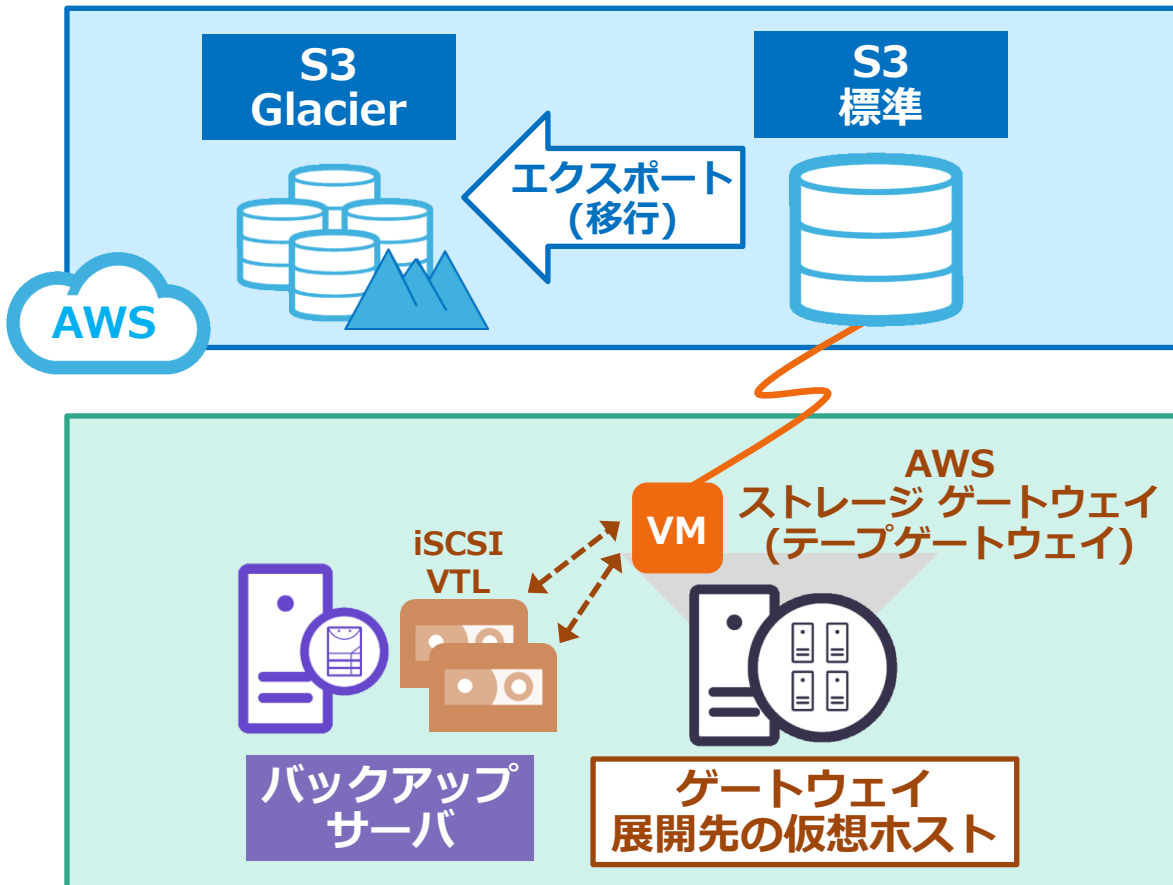 S3
Glacier
S3
標準
エクスポート
(移行)
AWS
AWS
ストレージ ゲートウェイ
(テープゲートウェイ)
VM
iSCSI
VTL
バックアップ
サーバ
ゲートウェイ
展開先の仮想ホスト